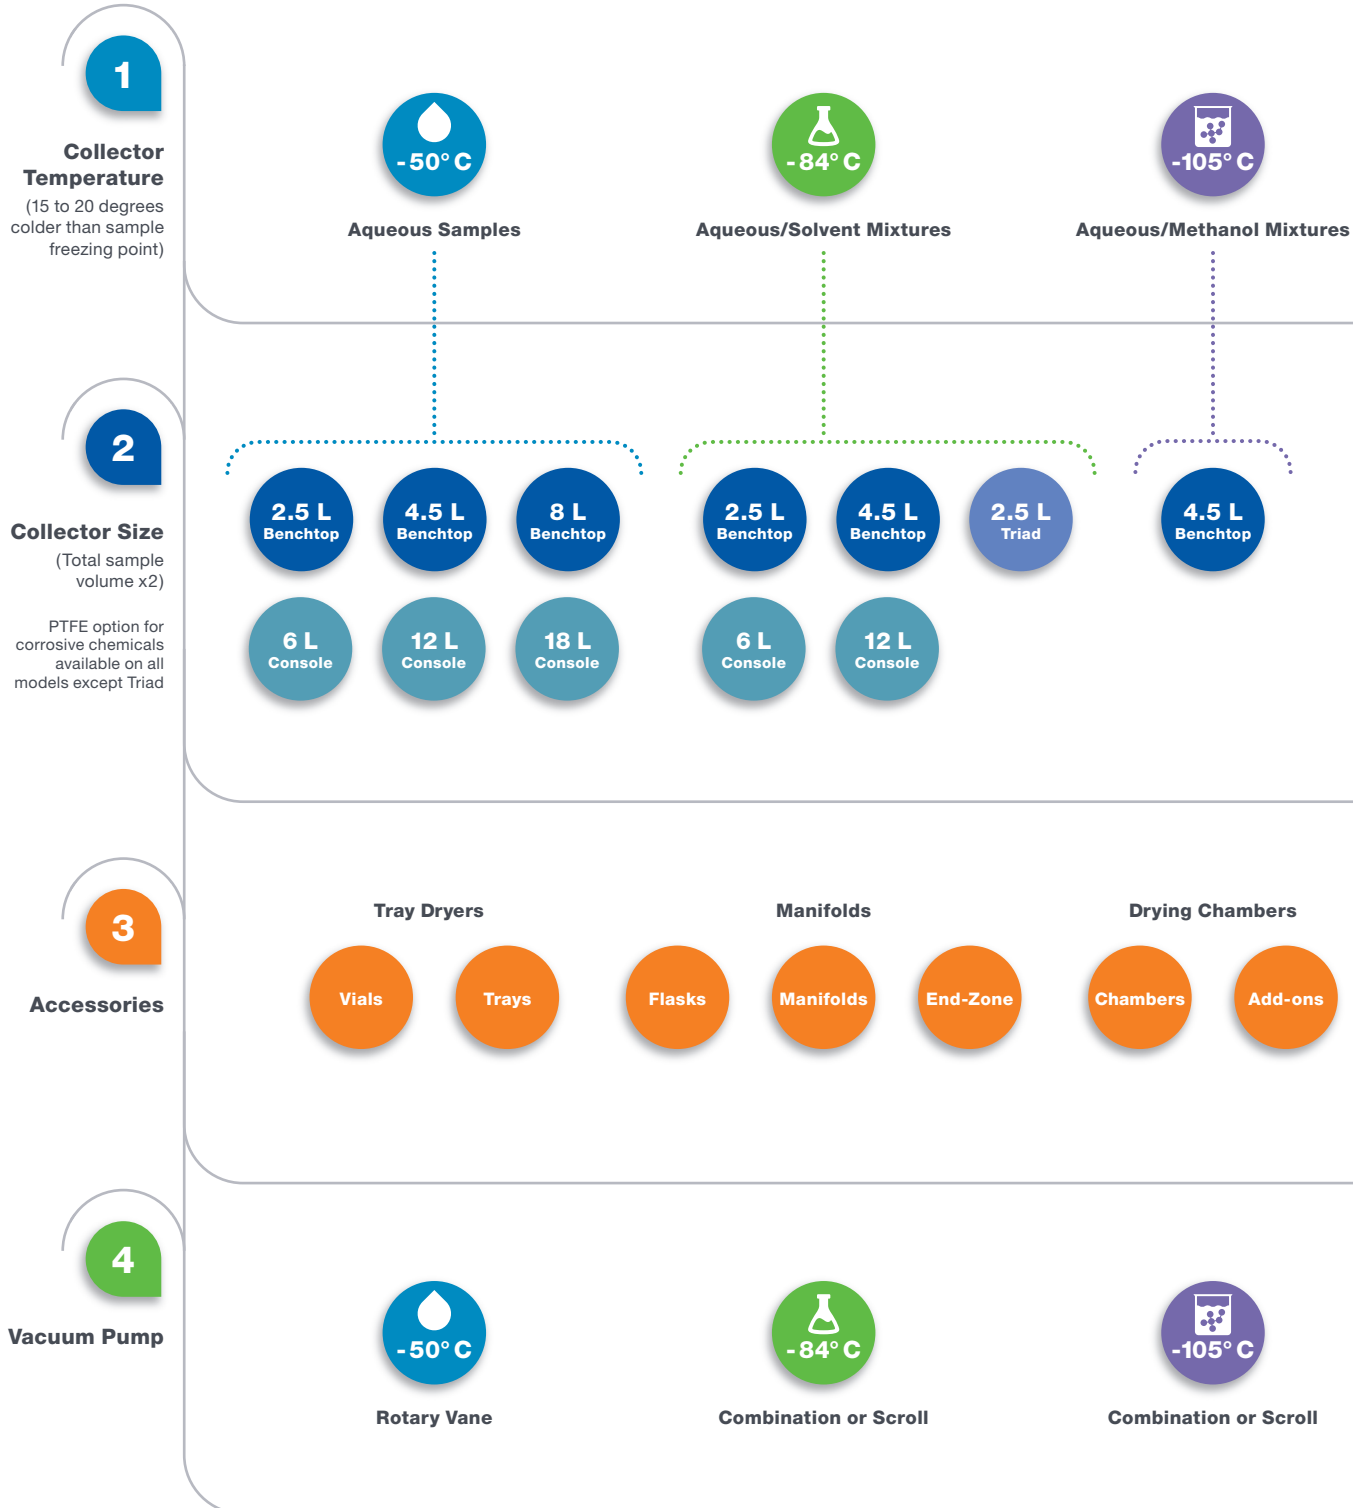 1
Collector
Temperature
(15 to 20 degrees
colder than sample
freezing point)
-50° C
Aqueous Samples
-84° C
Aqueous/Solvent Mixtures
-105° C
Aqueous/Methanol Mixtures
2
Collector Size
(Total sample
volume x2)
PTFE option for
corrosive chemicals
available on all
models except Triad
2.5 L
Benchtop
4.5 L
Benchtop
8 L
Benchtop
6 L
Console
12 L
Console
18 L
Console
2.5 L
Benchtop
4.5 L
Benchtop
2.5 L
Triad
6 L
Console
12 L
Console
4.5 L
Benchtop
3
Accessories
Tray Dryers
Vials
Trays
Manifolds
Flasks
Manifolds
End-Zone
Drying Chambers
Chambers
Add-ons
4
Vacuum Pump
-50° C
Rotary Vane
-84° C
Combination or Scroll
-105° C
Combination or Scroll